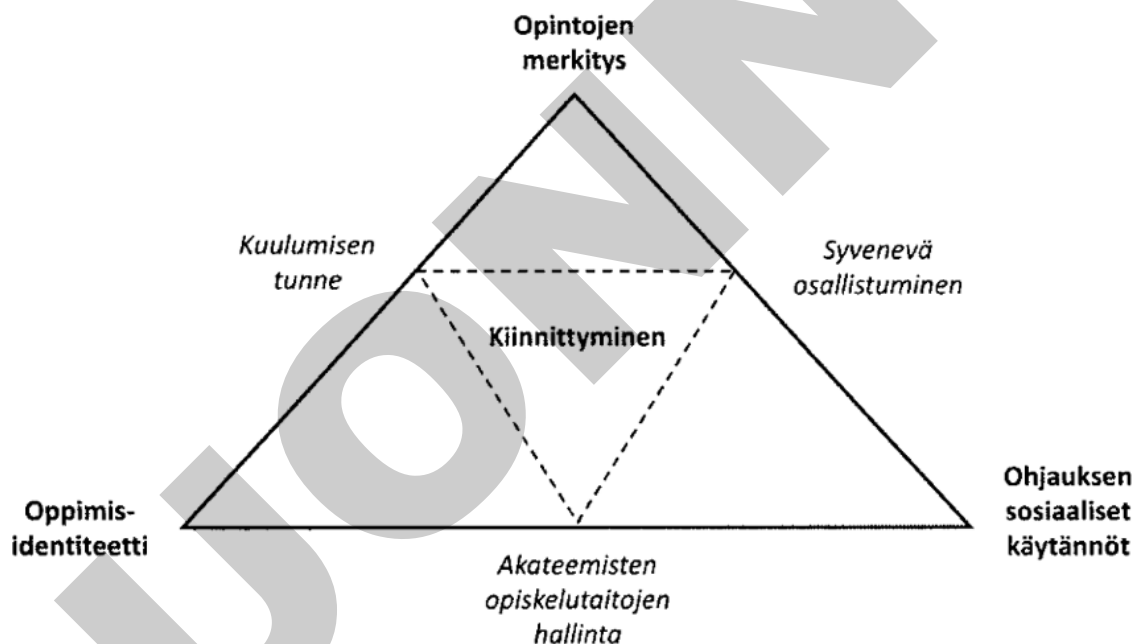 Opintojen
merkitys
Kuulumisen
tunne
Syvenevä
osallistuminen
Kiinnittyminen
Oppimis-
identiteetti
Ohjauksen
sosiaaliset
käytännöt
Akateemisten
opiskelutaitojen
hallinta